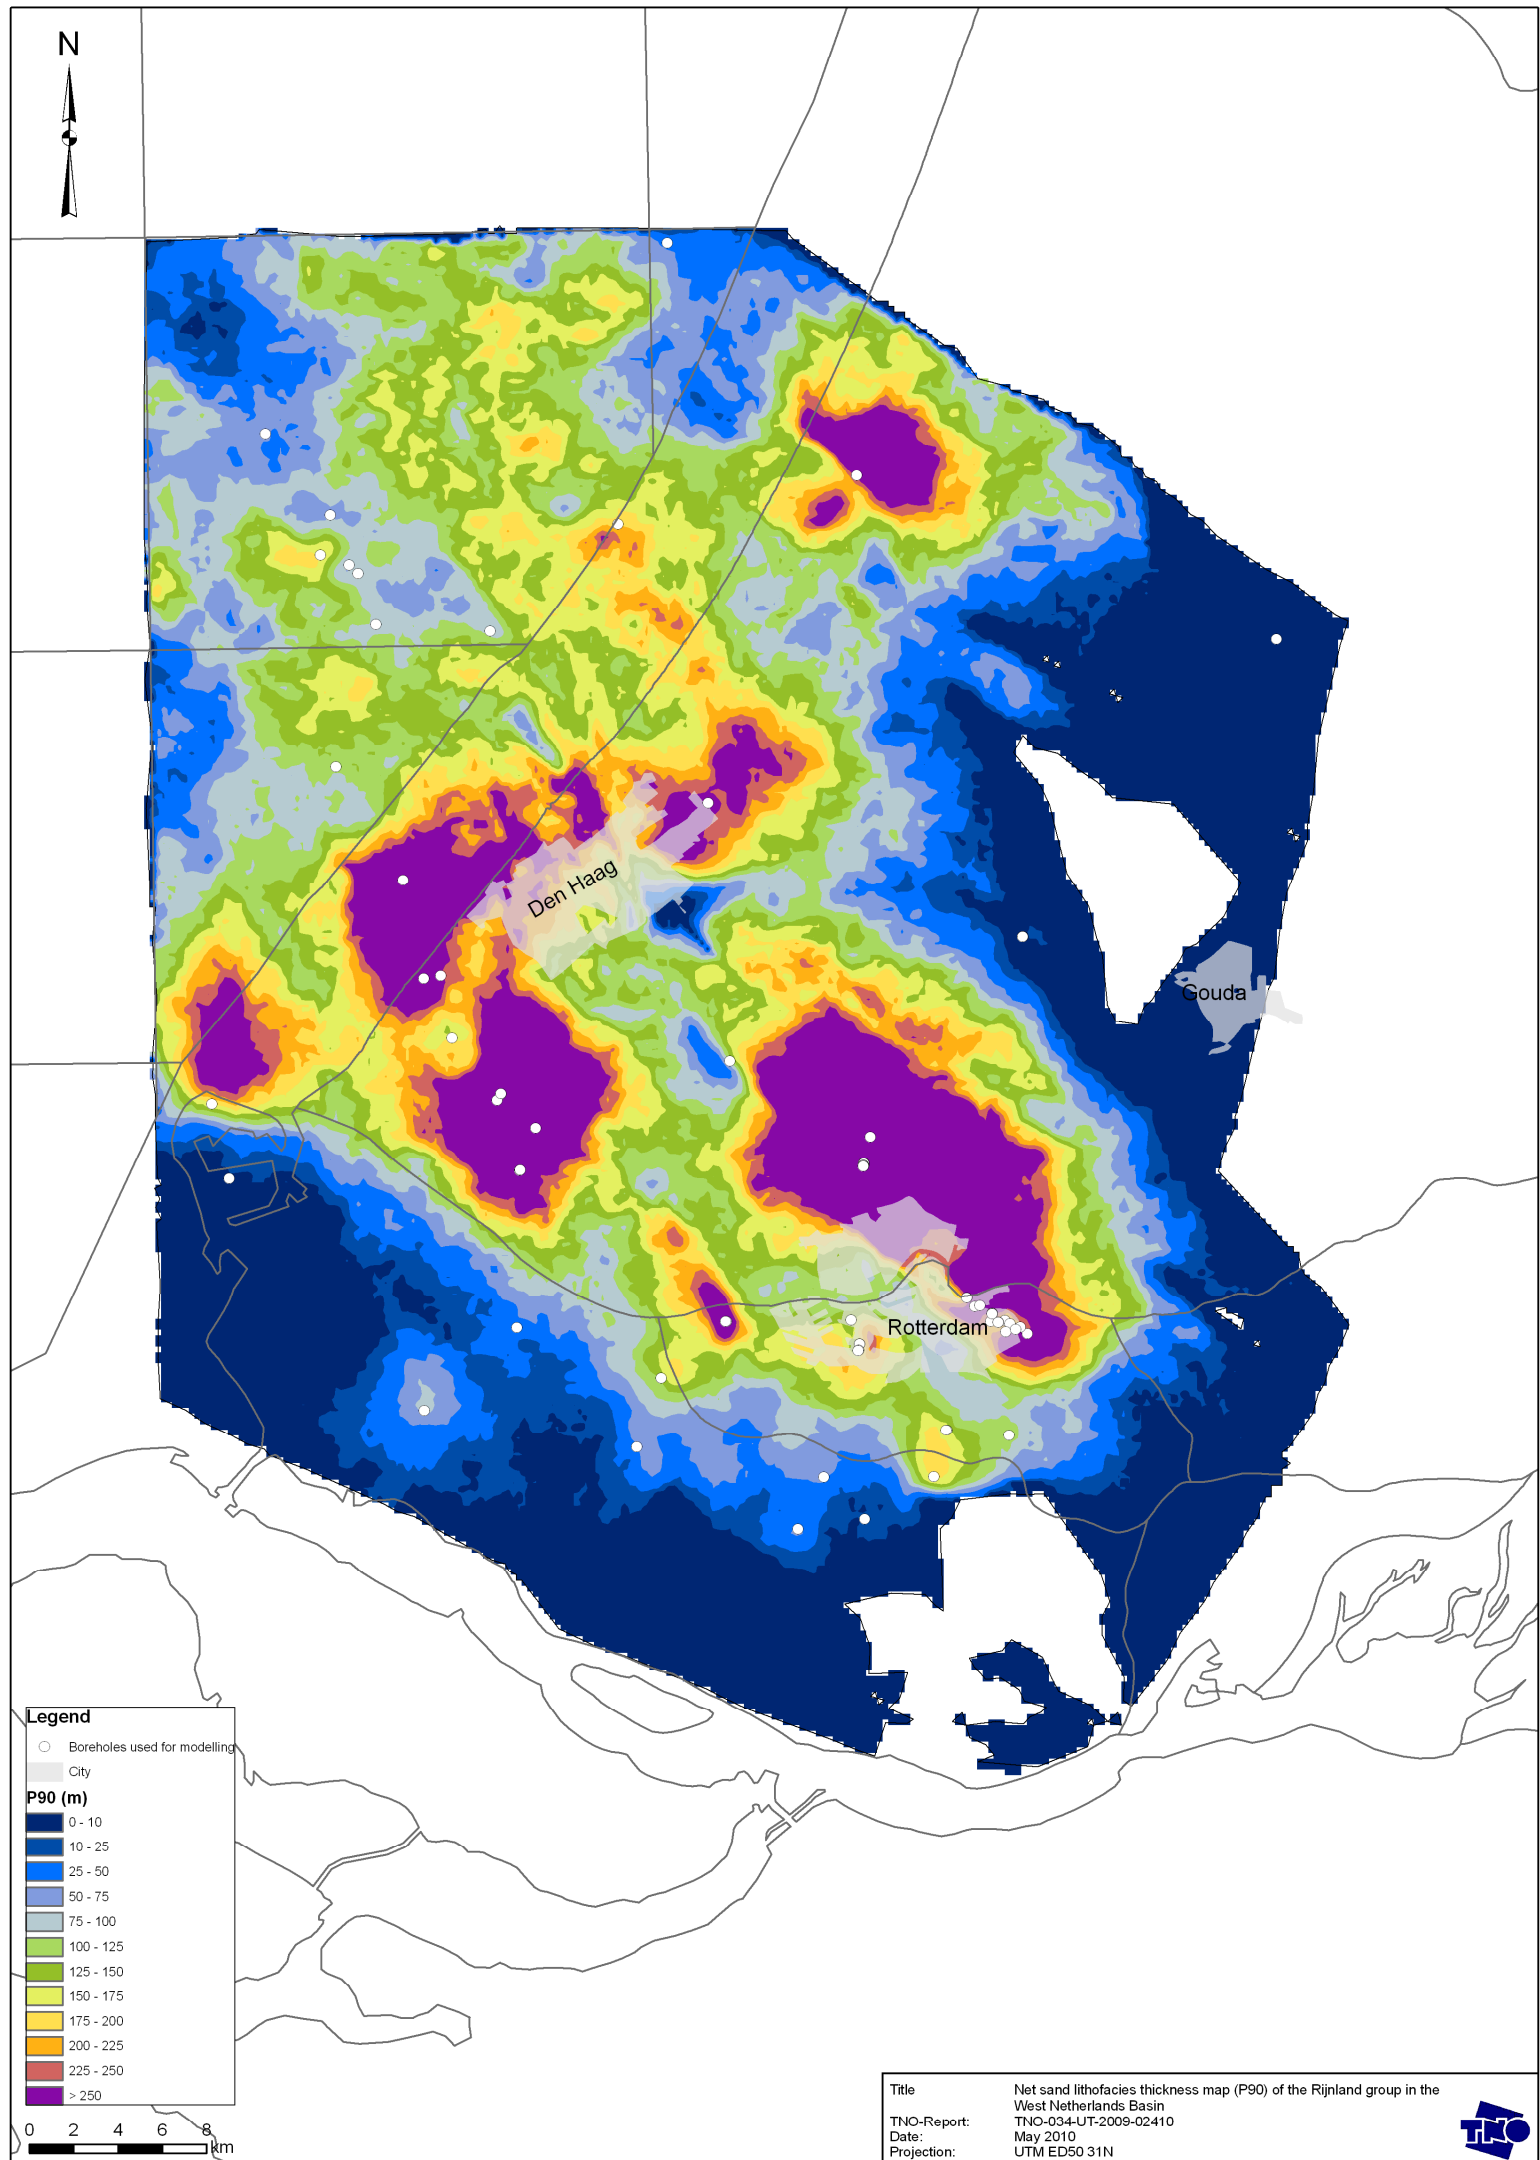 N
Den Haag
Gouda
Rotterdam
Legend
Boreholes used for modelling
City
P90 (m)
0 - 10
10 - 25
25 - 50
50 - 75
75 - 100
100 - 125
125 - 150
150 - 175
175 - 200
200 - 225
225 - 250
> 250
0 2 4 6 8
km
Title Net sand lithofacies thickness map (P90) of the Rijnland group in the
West Netherlands Basin
TNO-Report: TNO-034-UT-2009-02410
Date: May 2010
Projection: UTM ED50 31N
TNO